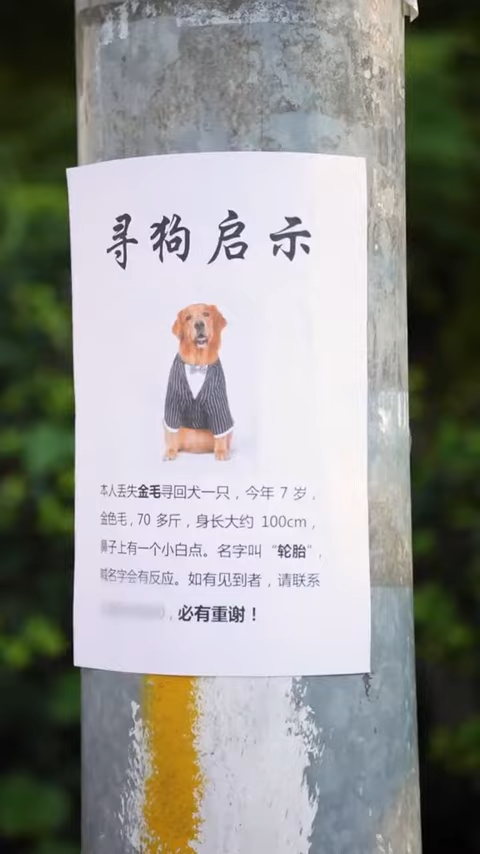 寻狗启示
本人丢失金毛寻回犬一只，今年 7 岁，
金色毛，70 多斤，身长大约 100cm，
鼻子上有一个小白点。名字叫“轮胎”，
喊名字会有反应。如有见到者，请联系
，必有重谢！